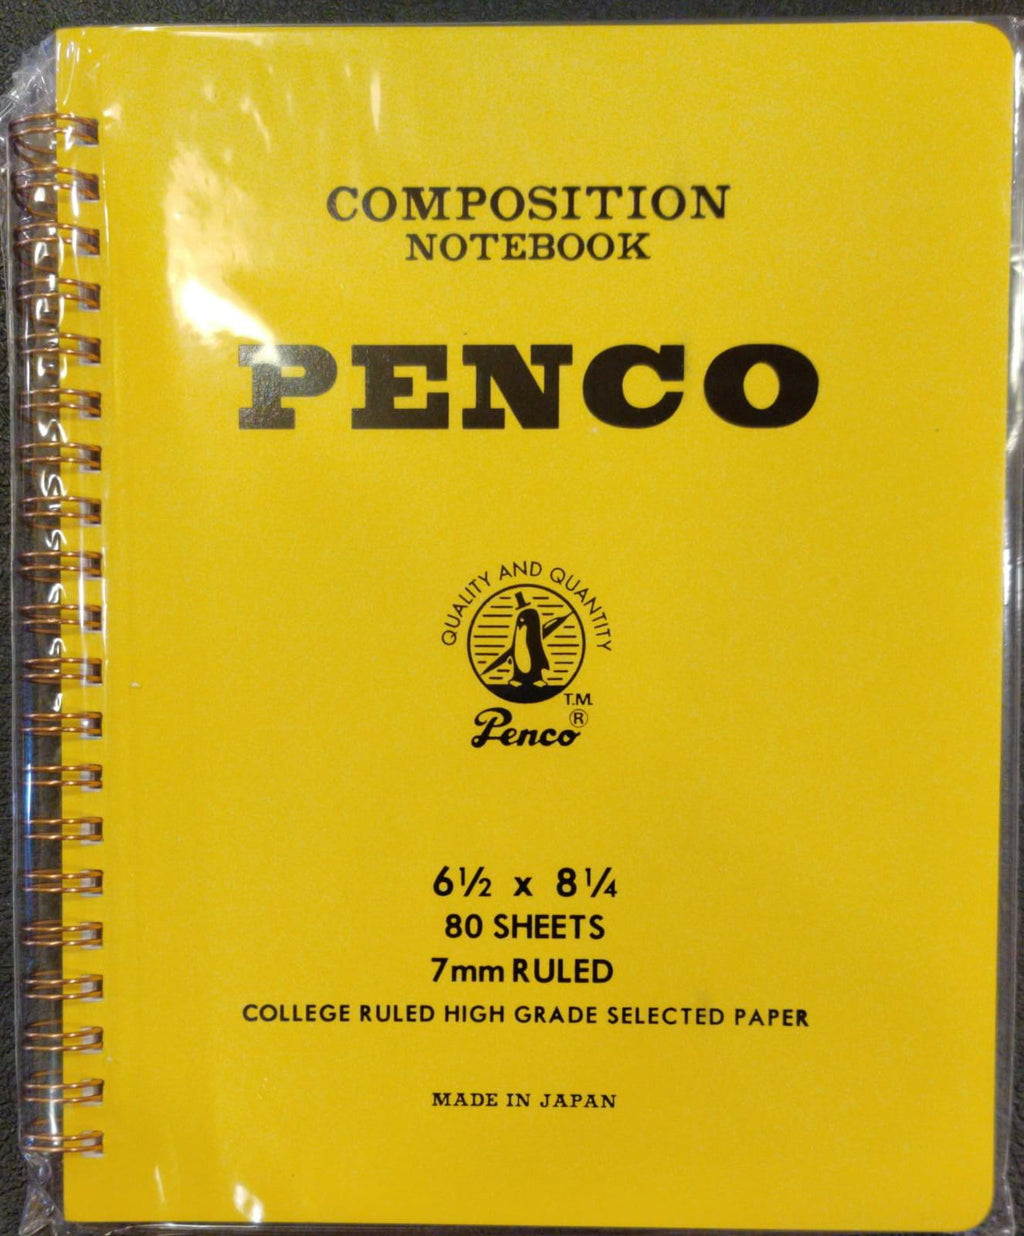 COMPOSITION
NOTEBOOK
PENCO
QUALITY AND QUANTITY
T.M.
Penco®
6½ x 8¼
80 SHEETS
7mm RULED
COLLEGE RULED HIGH GRADE SELECTED PAPER
MADE IN JAPAN